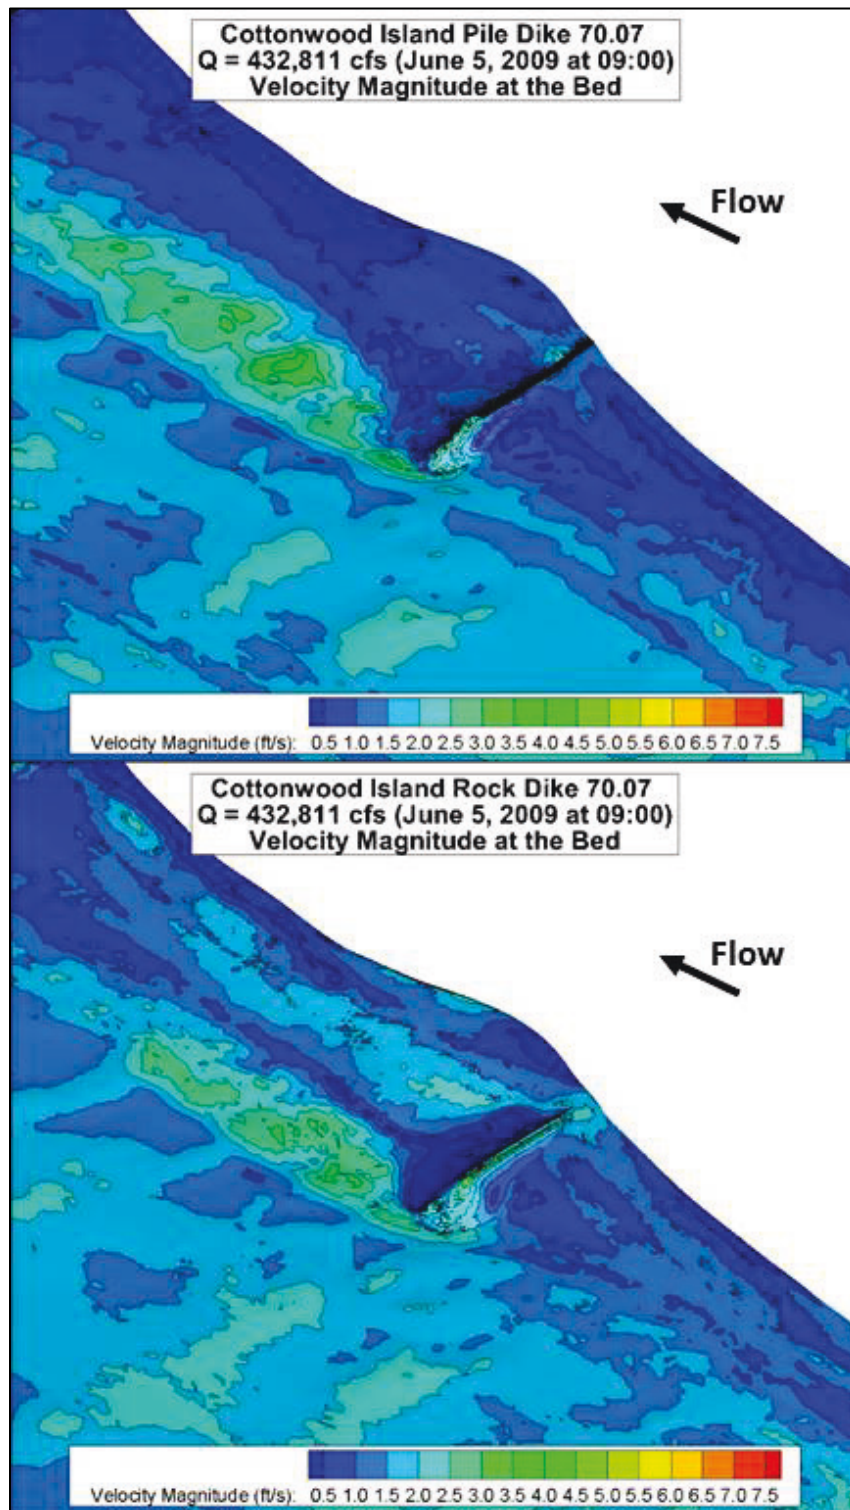 Cottonwood Island Pile Dike 70.07
Q = 432,811 cfs (June 5, 2009 at 09:00)
Velocity Magnitude at the Bed
Flow
Velocity Magnitude (ft/s): 0.5 1.0 1.5 2.0 2.5 3.0 3.5 4.0 4.5 5.0 5.5 6.0 6.5 7.0 7.5
Cottonwood Island Rock Dike 70.07
Q = 432,811 cfs (June 5, 2009 at 09:00)
Velocity Magnitude at the Bed
Flow
Velocity Magnitude (ft/s): 0.5 1.0 1.5 2.0 2.5 3.0 3.5 4.0 4.5 5.0 5.5 6.0 6.5 7.0 7.5